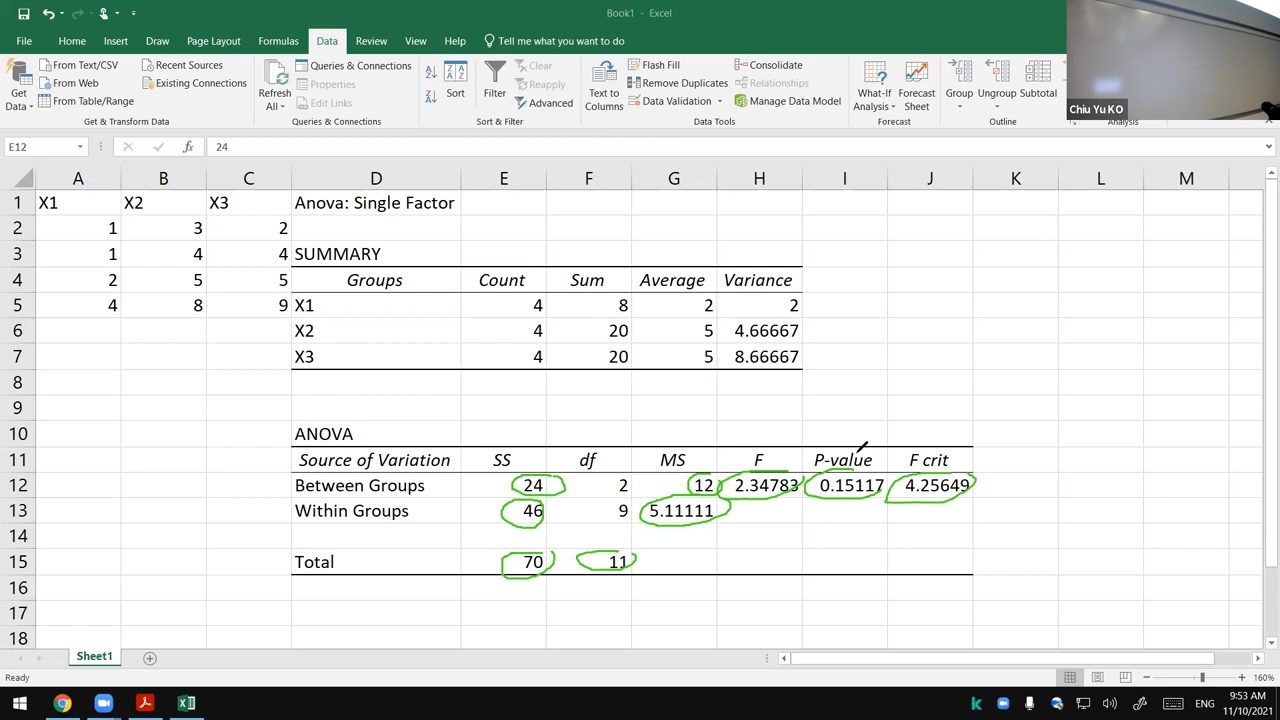 Book1 - Excel
File Home Insert Draw Page Layout Formulas Data Review View Help Tell me what you want to do
Get Data
From Text/CSV
From Web
From Table/Range
Recent Sources
Existing Connections
Get & Transform Data
Refresh All
Queries & Connections
Properties
Edit Links
Queries & Connections
Sort
Filter
Clear
Reapply
Advanced
Sort & Filter
Text to Columns
Flash Fill
Remove Duplicates
Data Validation
Consolidate
Relationships
Manage Data Model
Data Tools
What-If Analysis
Forecast Sheet
Forecast
Group
Ungroup
Subtotal
Outline
Analysis
Chiu Yu KO
E12 fx 24
A B C D E F G H I J K L M
1 X1 X2 X3 Anova: Single Factor
2 1 3 2
3 1 4 4 SUMMARY
4 2 5 5 Groups Count Sum Average Variance
5 4 8 9 X1 4 8 2 2
6 X2 4 20 5 4.66667
7 X3 4 20 5 8.66667
8
9
10 ANOVA
11 Source of Variation SS df MS F P-value F crit
12 Between Groups 24 2 12 2.34783 0.15117 4.25649
13 Within Groups 46 9 5.11111
14
15 Total 70 11
16
17
18
Sheet1
Ready
160%
ENG
9:53 AM
11/10/2021